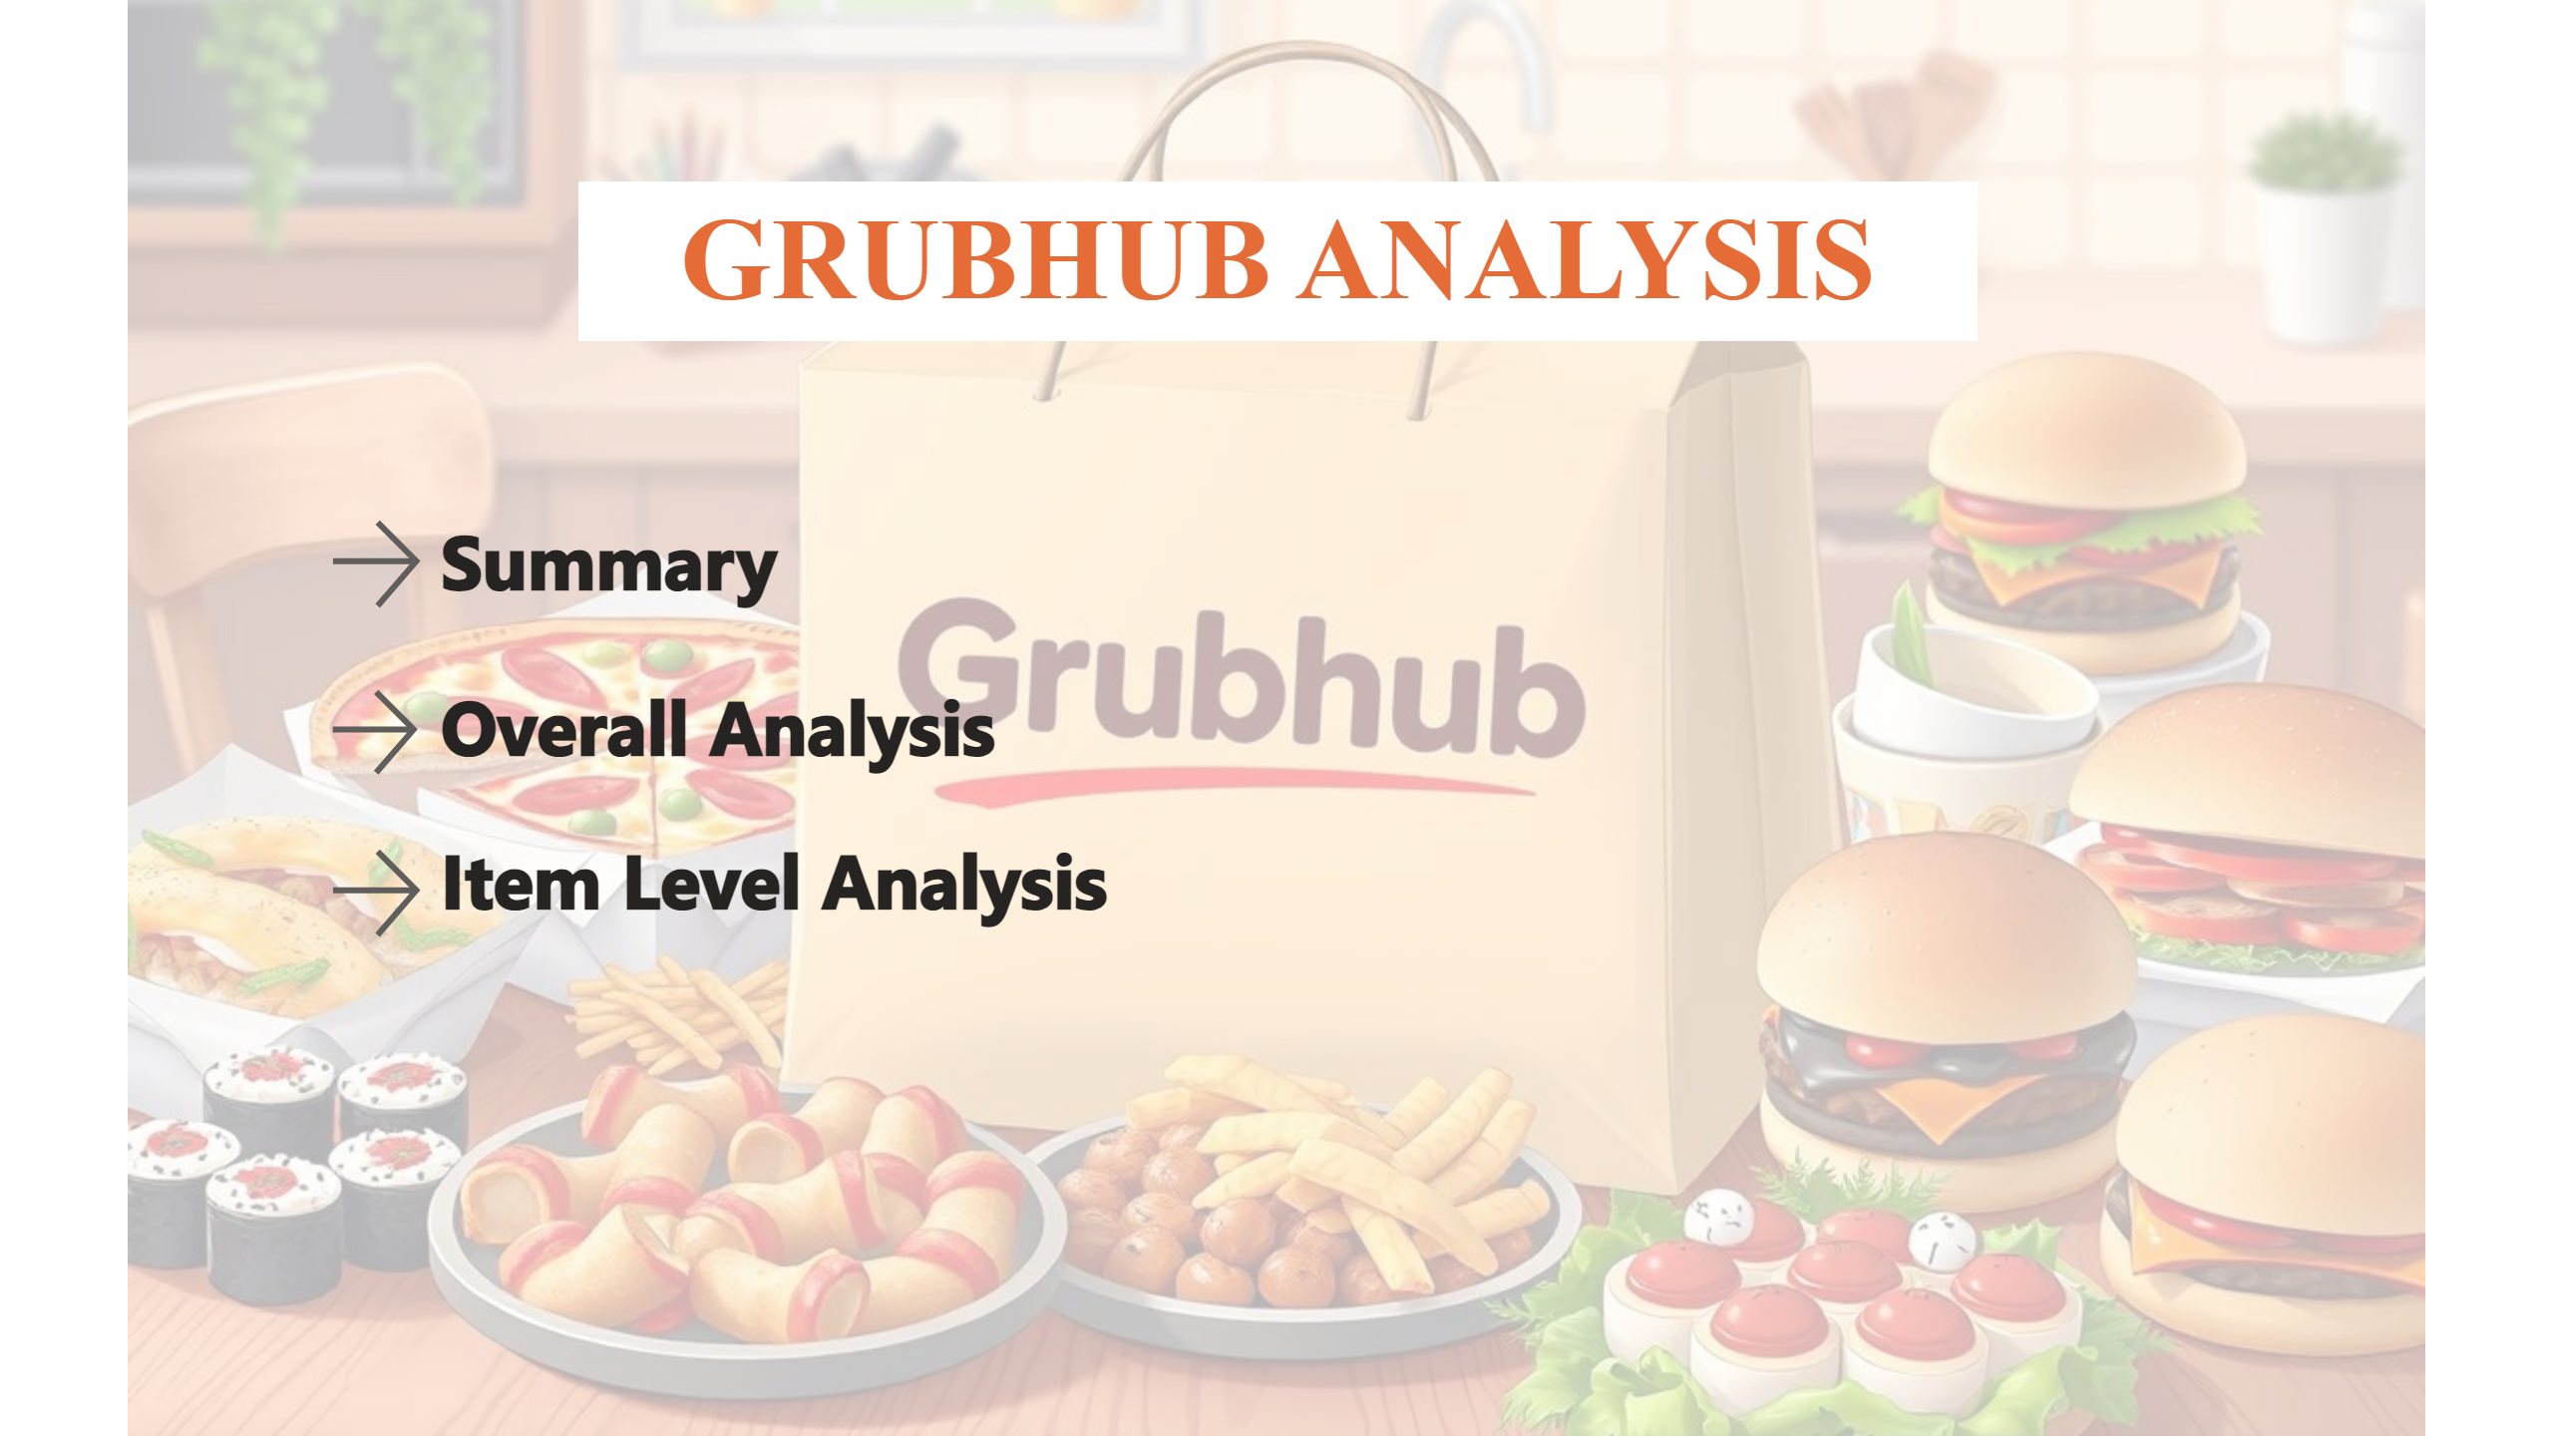 GRUBHUB ANALYSIS
Summary
Grubhub
Overall Analysis
Item Level Analysis